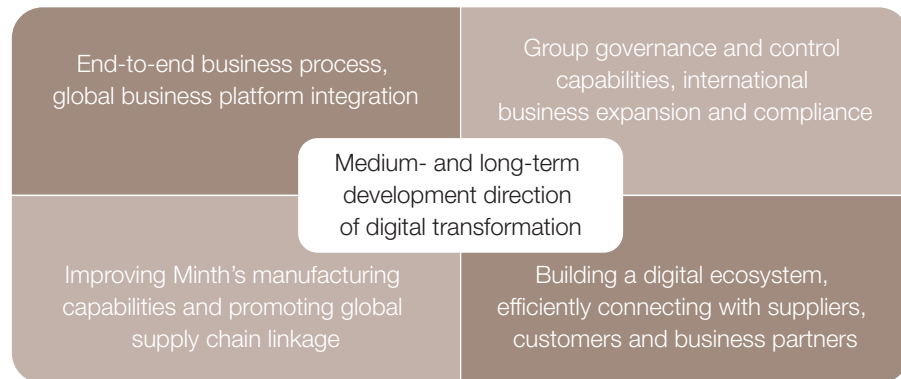 End-to-end business process,
global business platform integration
Group governance and control
capabilities, international
business expansion and compliance
Medium- and long-term
development direction
of digital transformation
Improving Minth's manufacturing
capabilities and promoting global
supply chain linkage
Building a digital ecosystem,
efficiently connecting with suppliers,
customers and business partners